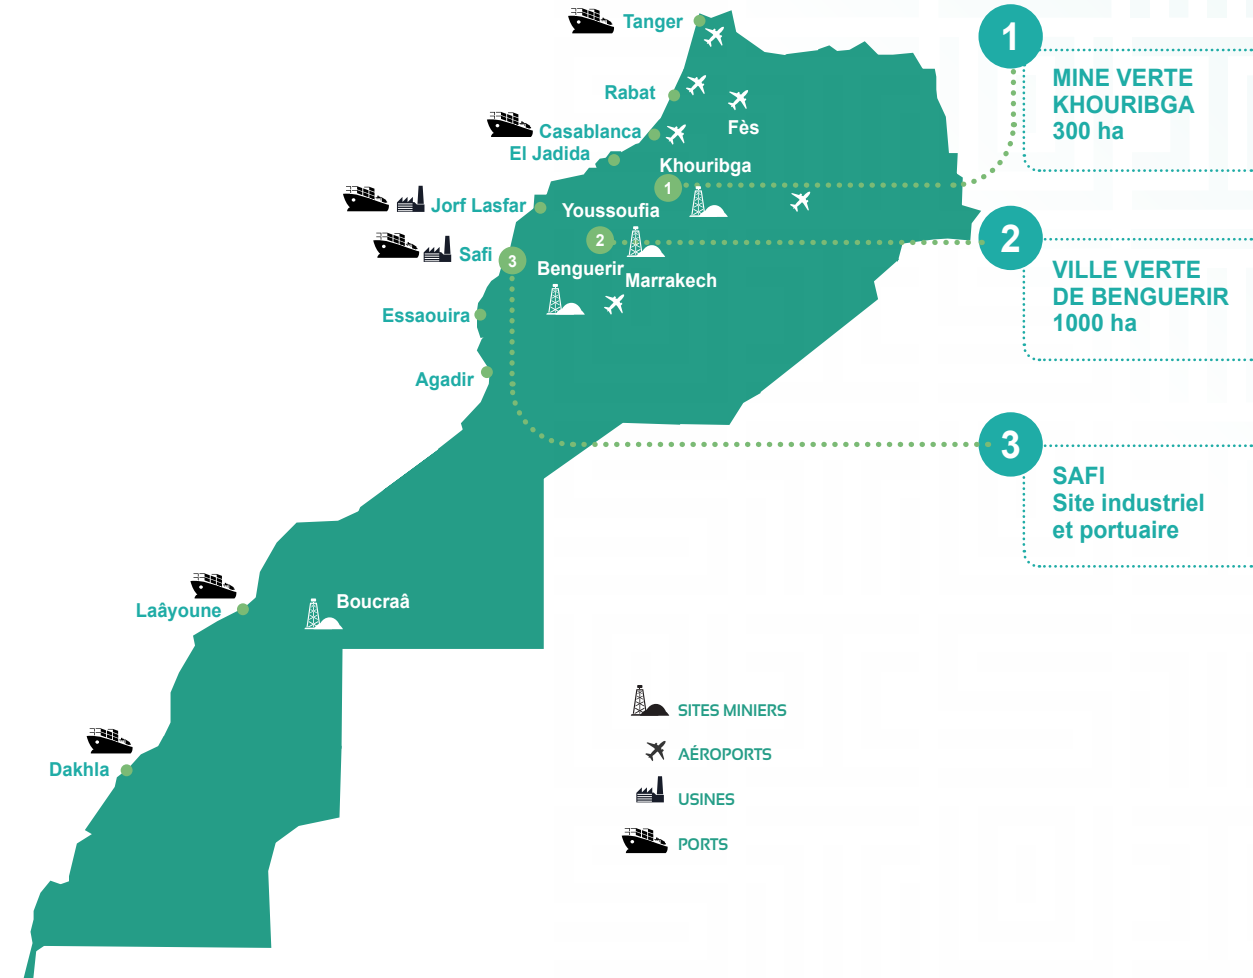 Tanger
Rabat
Fès
Casablanca
El Jadida
Khouribga
1
Jorf Lasfar
Youssoufia
2
Safi
3
Benguerir
Marrakech
Essaouira
Agadir
Laâyoune
Boucraâ
Dakhla
1
MINE VERTE
KHOURIBGA
300 ha
2
VILLE VERTE
DE BENGUERIR
1000 ha
3
SAFI
Site industriel
et portuaire
SITES MINIERS
AÉROPORTS
USINES
PORTS